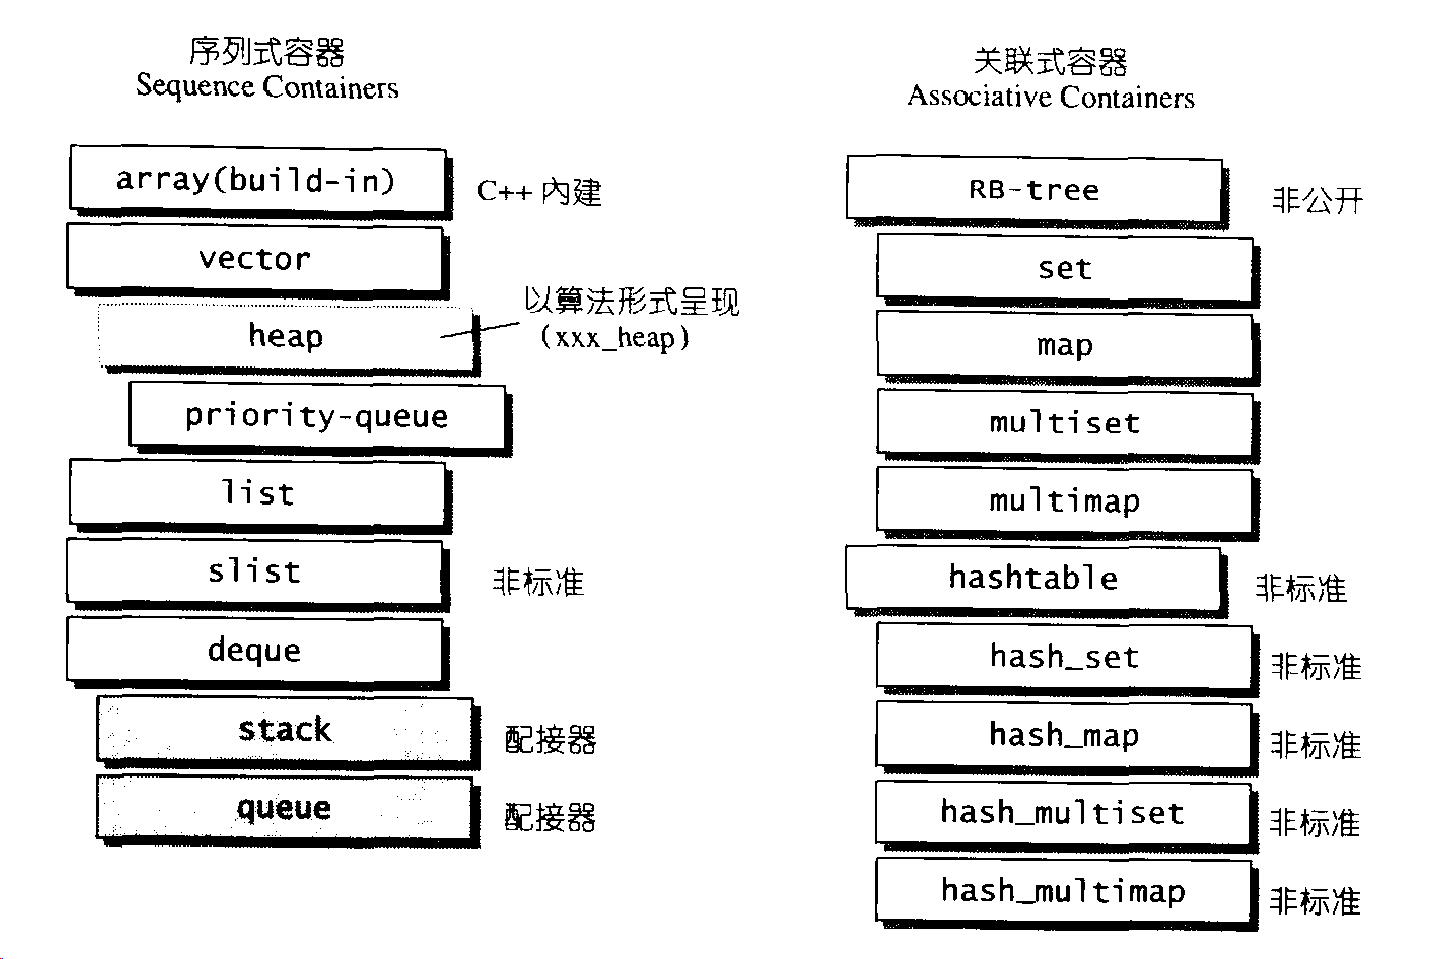 序列式容器
Sequence Containers
array(build-in)
C++ 內建
vector
heap
以算法形式呈现
(xxx_heap)
priority-queue
list
slist
非标准
deque
stack
配接器
queue
配接器
关联式容器
Associative Containers
RB-tree
非公开
set
map
multiset
multimap
hashtable
非标准
hash_set
非标准
hash_map
非标准
hash_multiset
非标准
hash_multimap
非标准